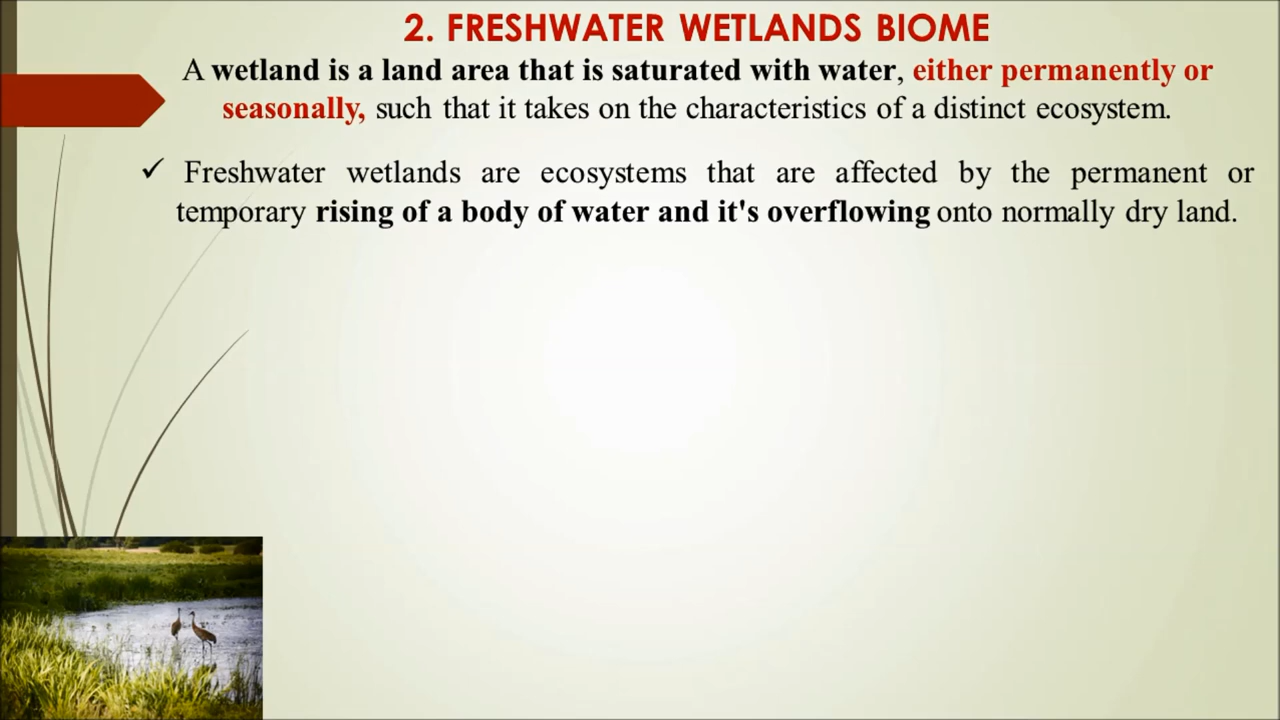 2. FRESHWATER WETLANDS BIOME
A wetland is a land area that is saturated with water, either permanently or
seasonally, such that it takes on the characteristics of a distinct ecosystem.
✓ Freshwater wetlands are ecosystems that are affected by the permanent or
temporary rising of a body of water and it's overflowing onto normally dry land.